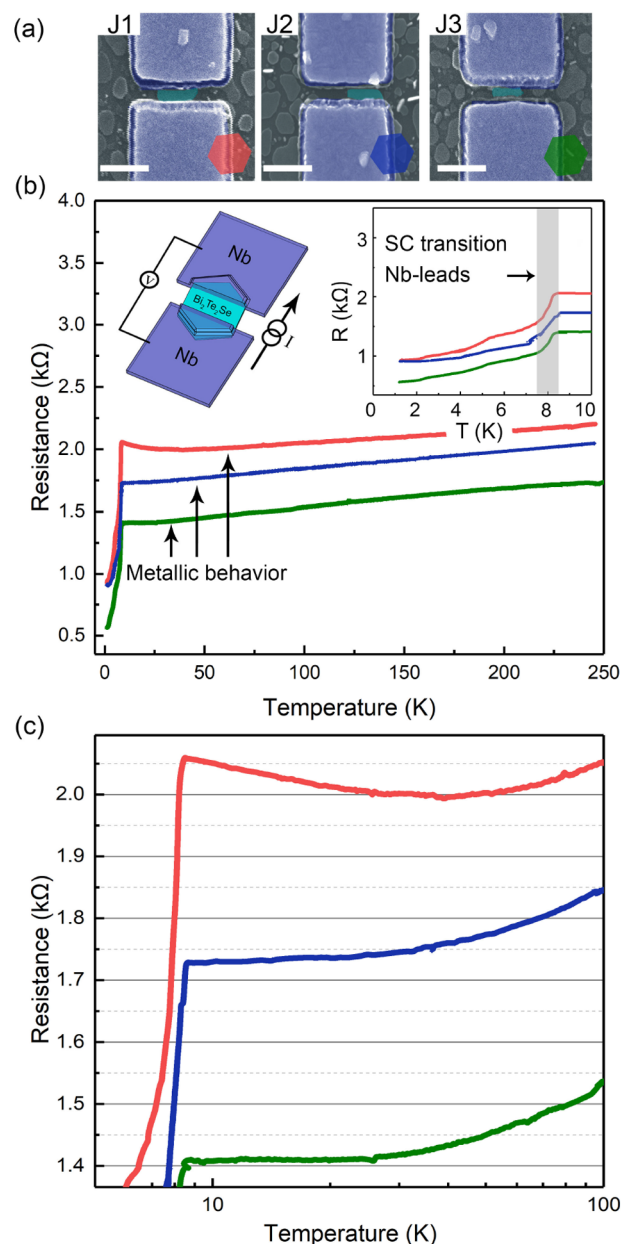 (a)
J1
J2
J3
(b)
4.0
3.5
3.0
2.5
2.0
1.5
1.0
0.5
Resistance (kΩ)
Nb
V
Bi2Te2Se
I
Nb
3
2
1
R (kΩ)
SC transition
Nb-leads
0
2
4
6
8
10
T (K)
Metallic behavior
0
50
100
150
200
250
Temperature (K)
(c)
2.0
1.9
1.8
1.7
1.6
1.5
1.4
Resistance (kΩ)
10
100
Temperature (K)